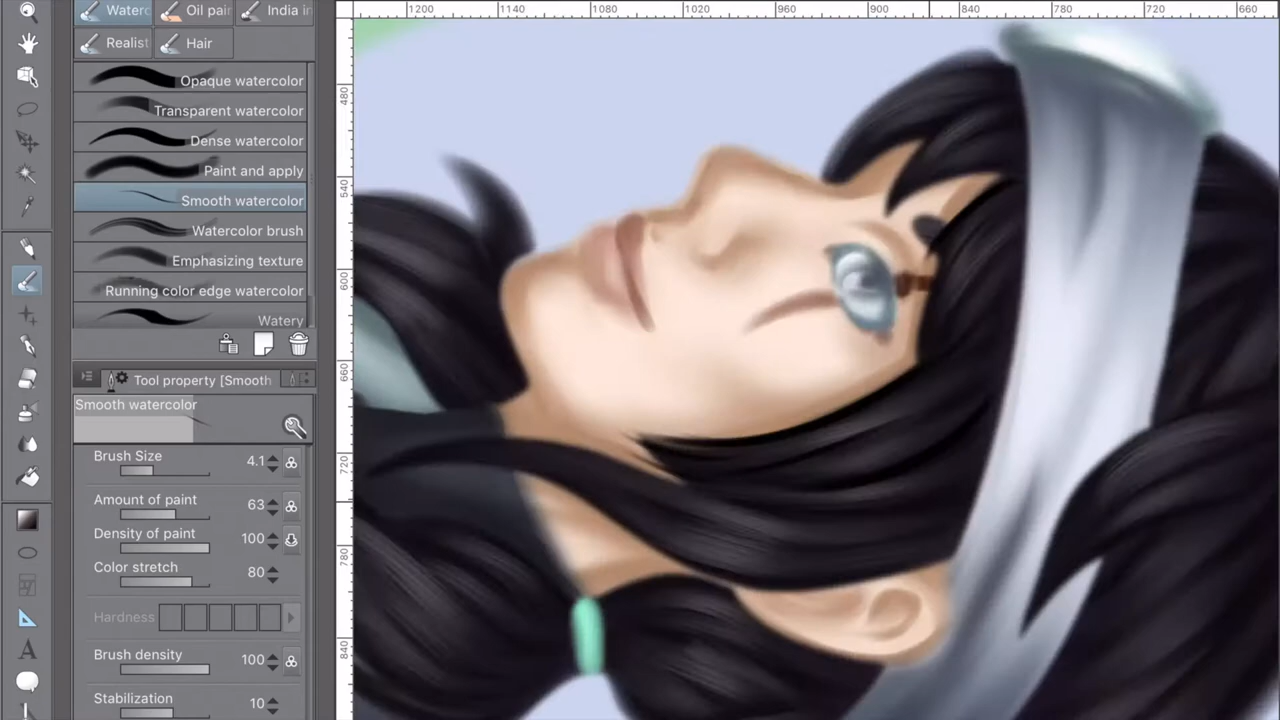 Waterc
Oil pain
India in
Realist
Hair
Opaque watercolor
Transparent watercolor
Dense watercolor
Paint and apply
Smooth watercolor
Watercolor brush
Emphasizing texture
Running color edge watercolor
Watery
Tool property [Smooth
Smooth watercolor
Brush Size 4.1
Amount of paint 63
Density of paint 100
Color stretch 80
Hardness
Brush density 100
Stabilization 10
1200 1140 1080 1020 960 900 840 780 720 660
480
540
600
660
720
780
840